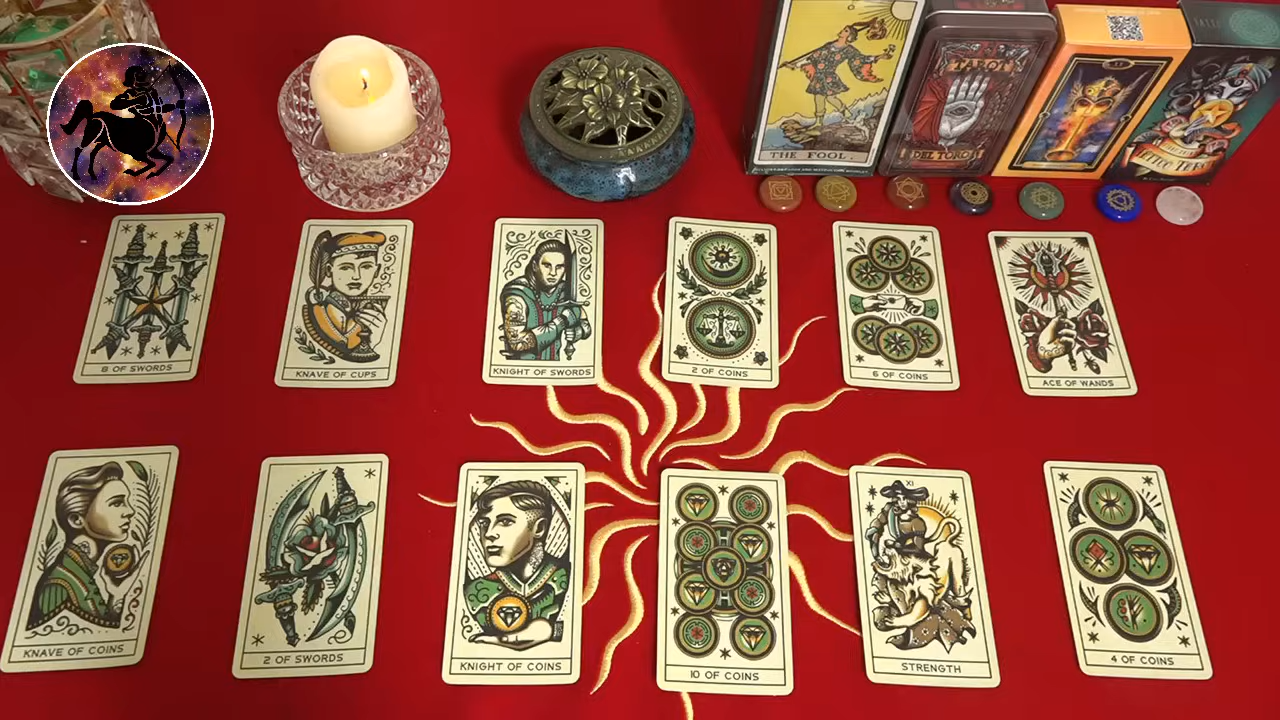 THE FOOL.
TAROT
DEL TORO
8 OF SWORDS
KNAVE OF CUPS
KNIGHT OF SWORDS
2 OF COINS
6 OF COINS
ACE OF WANDS
KNAVE OF COINS
2 OF SWORDS
KNIGHT OF COINS
10 OF COINS
XI
STRENGTH
4 OF COINS